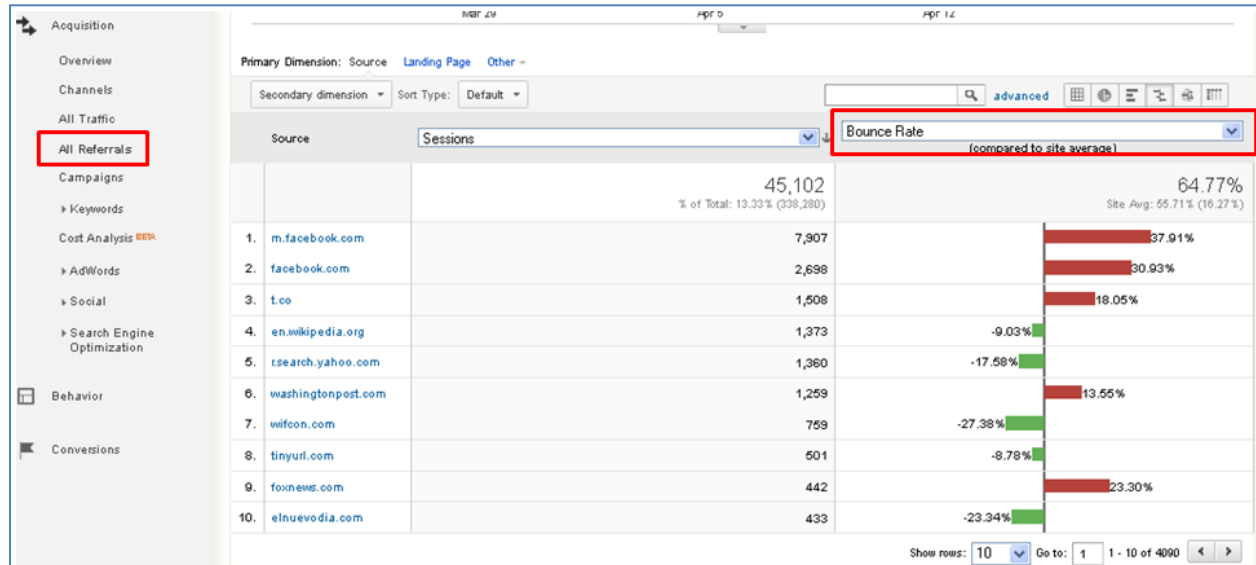 Mar 29 Apr 5 Apr 12
Acquisition
Overview
Channels
All Traffic
All Referrals
Campaigns
Keywords
Cost Analysis BETA
AdWords
Social
Search Engine
Optimization
Behavior
Conversions
Primary Dimension: Source Landing Page Other
Secondary dimension Sort Type: Default advanced
Source Sessions Bounce Rate
(compared to site average)
45,102 64.77%
% of Total: 13.33% (338,280) Site Avg: 55.71% (16.27%)
1. m.facebook.com 7,907 37.91%
2. facebook.com 2,698 30.93%
3. t.co 1,508 18.05%
4. en.wikipedia.org 1,373 -9.03%
5. r.search.yahoo.com 1,360 -17.58%
6. washingtonpost.com 1,259 13.55%
7. wifcon.com 759 -27.38%
8. tinyurl.com 501 -8.78%
9. foxnews.com 442 23.30%
10. elnuevodia.com 433 -23.34%
Show rows: 10 Go to: 1 1 - 10 of 4090